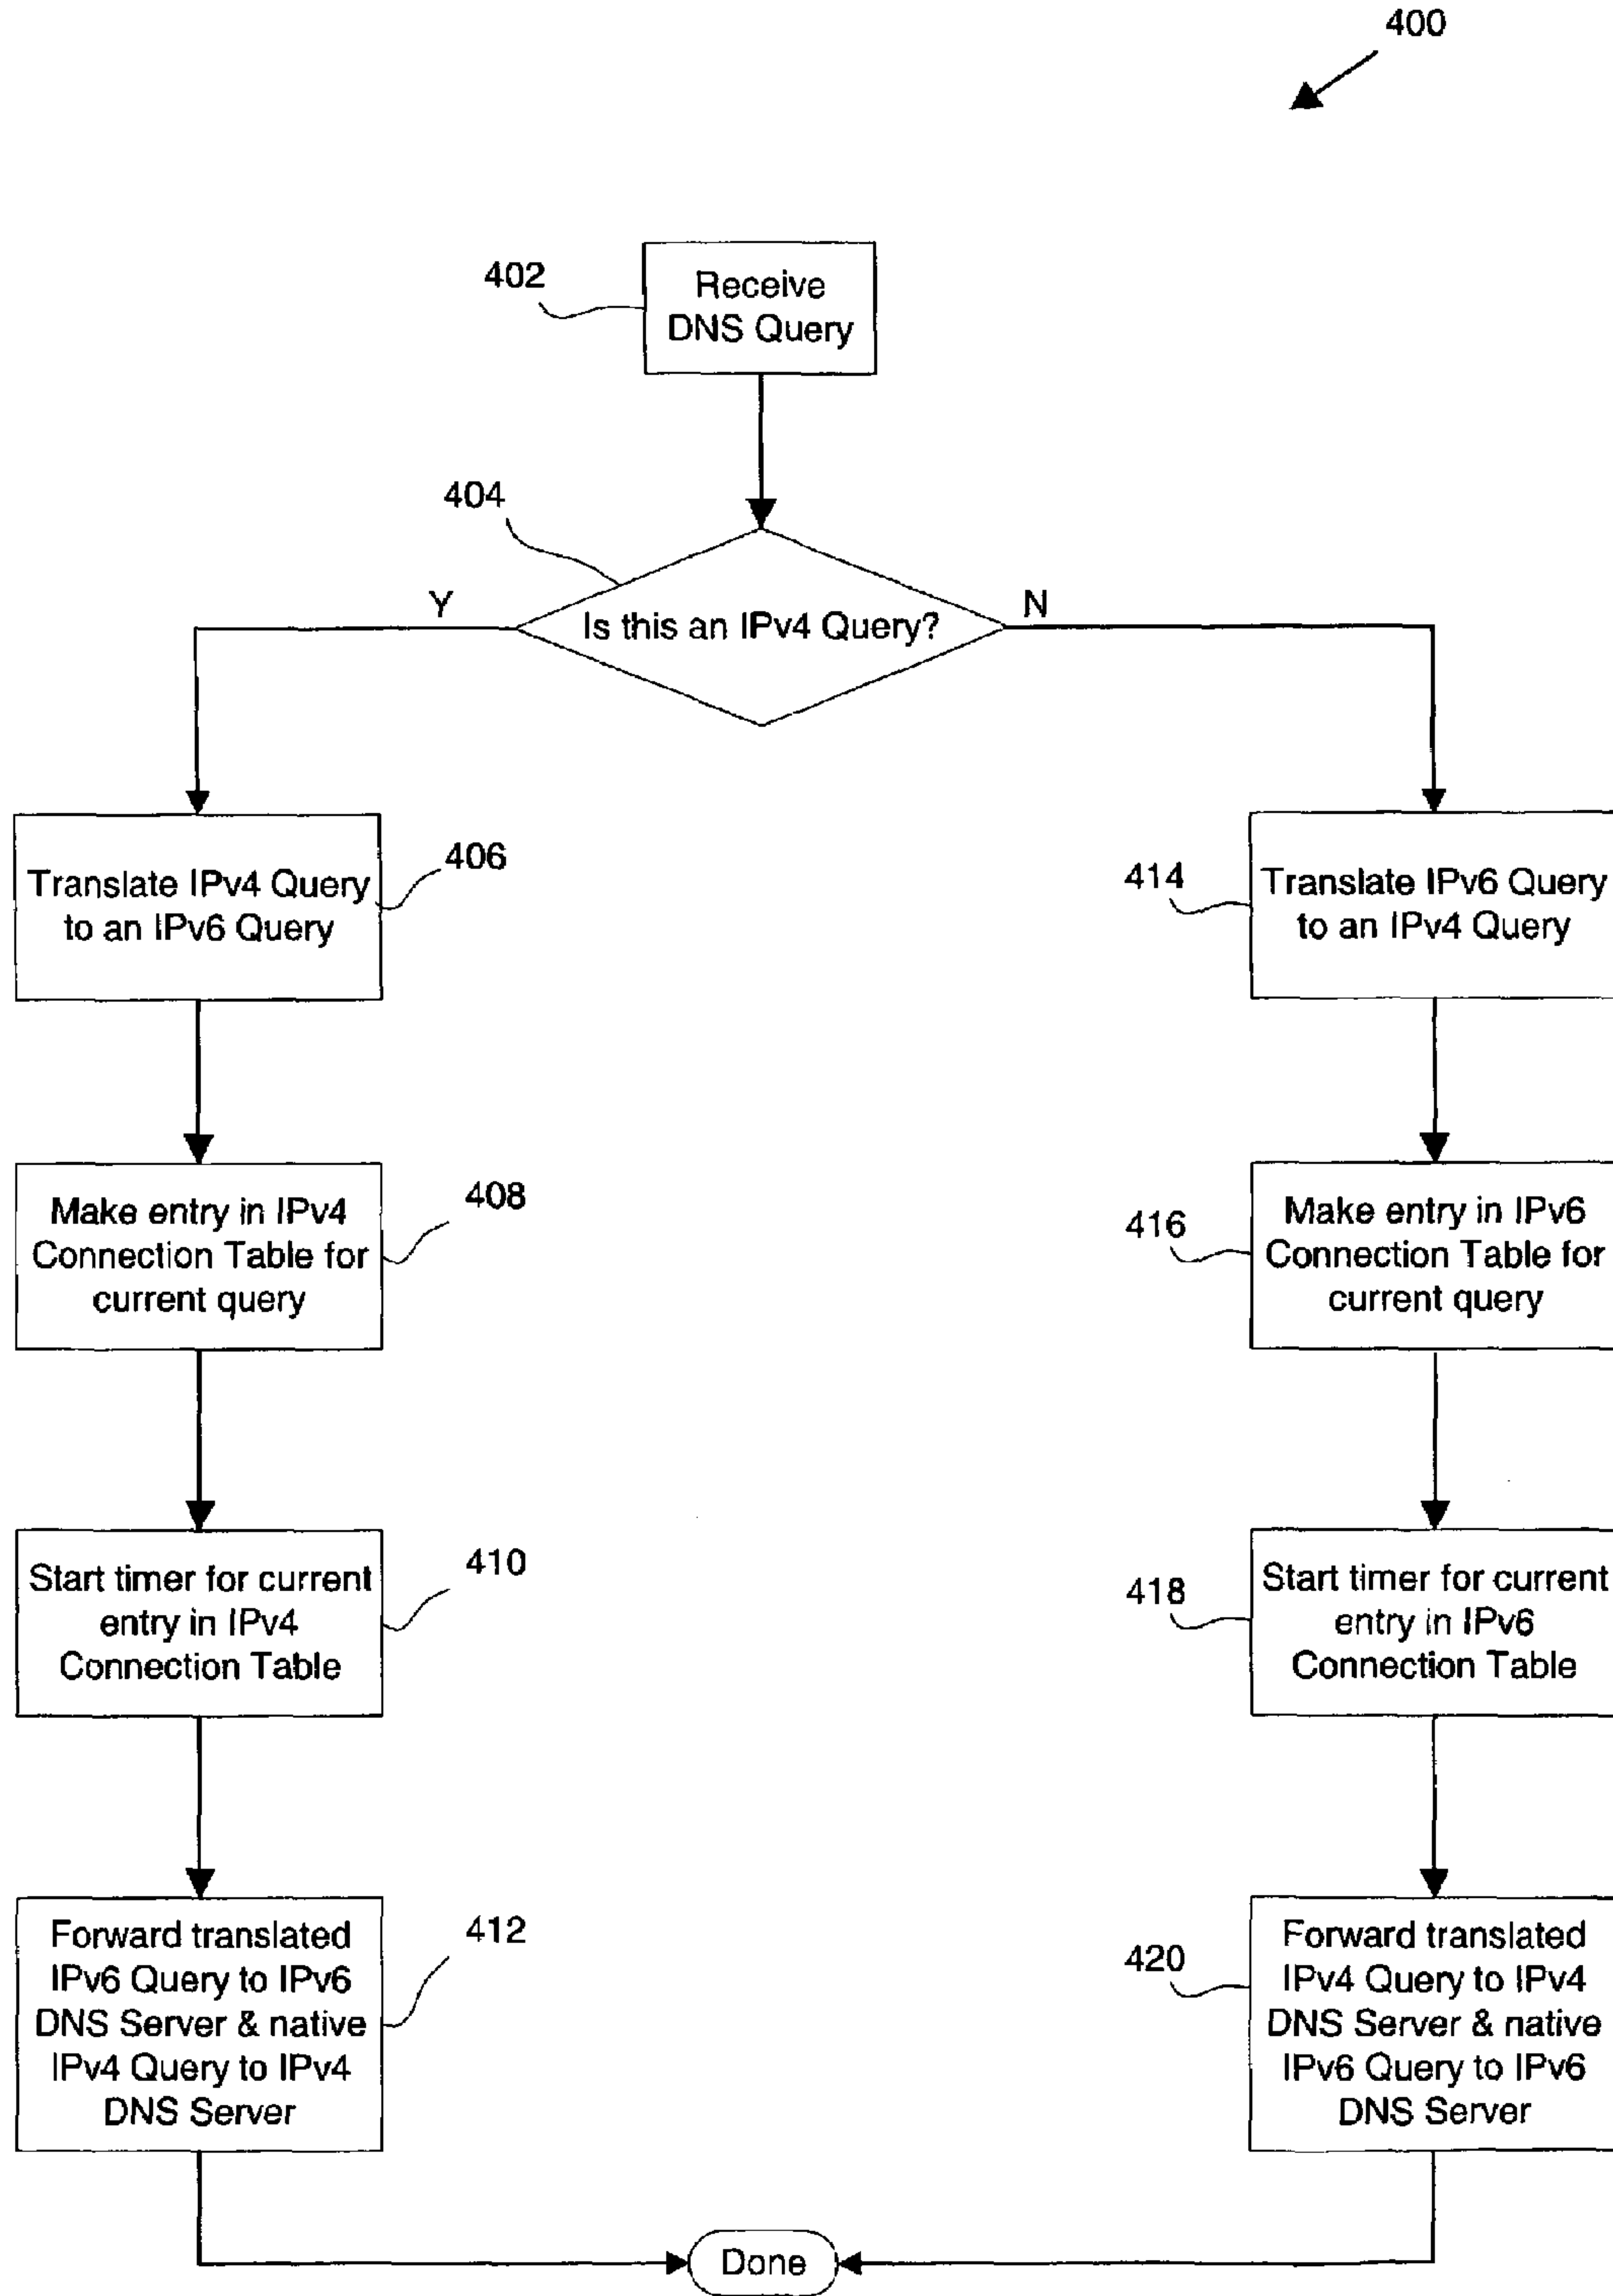 400
402
Receive
DNS Query
404
Y
Is this an IPv4 Query?
N
Translate IPv4 Query
to an IPv6 Query
406
414
Translate IPv6 Query
to an IPv4 Query
Make entry in IPv4
Connection Table for
current query
408
416
Make entry in IPv6
Connection Table for
current query
Start timer for current
entry in IPv4
Connection Table
410
418
Start timer for current
entry in IPv6
Connection Table
Forward translated
IPv6 Query to IPv6
DNS Server & native
IPv4 Query to IPv4
DNS Server
412
420
Forward translated
IPv4 Query to IPv4
DNS Server & native
IPv6 Query to IPv6
DNS Server
Done